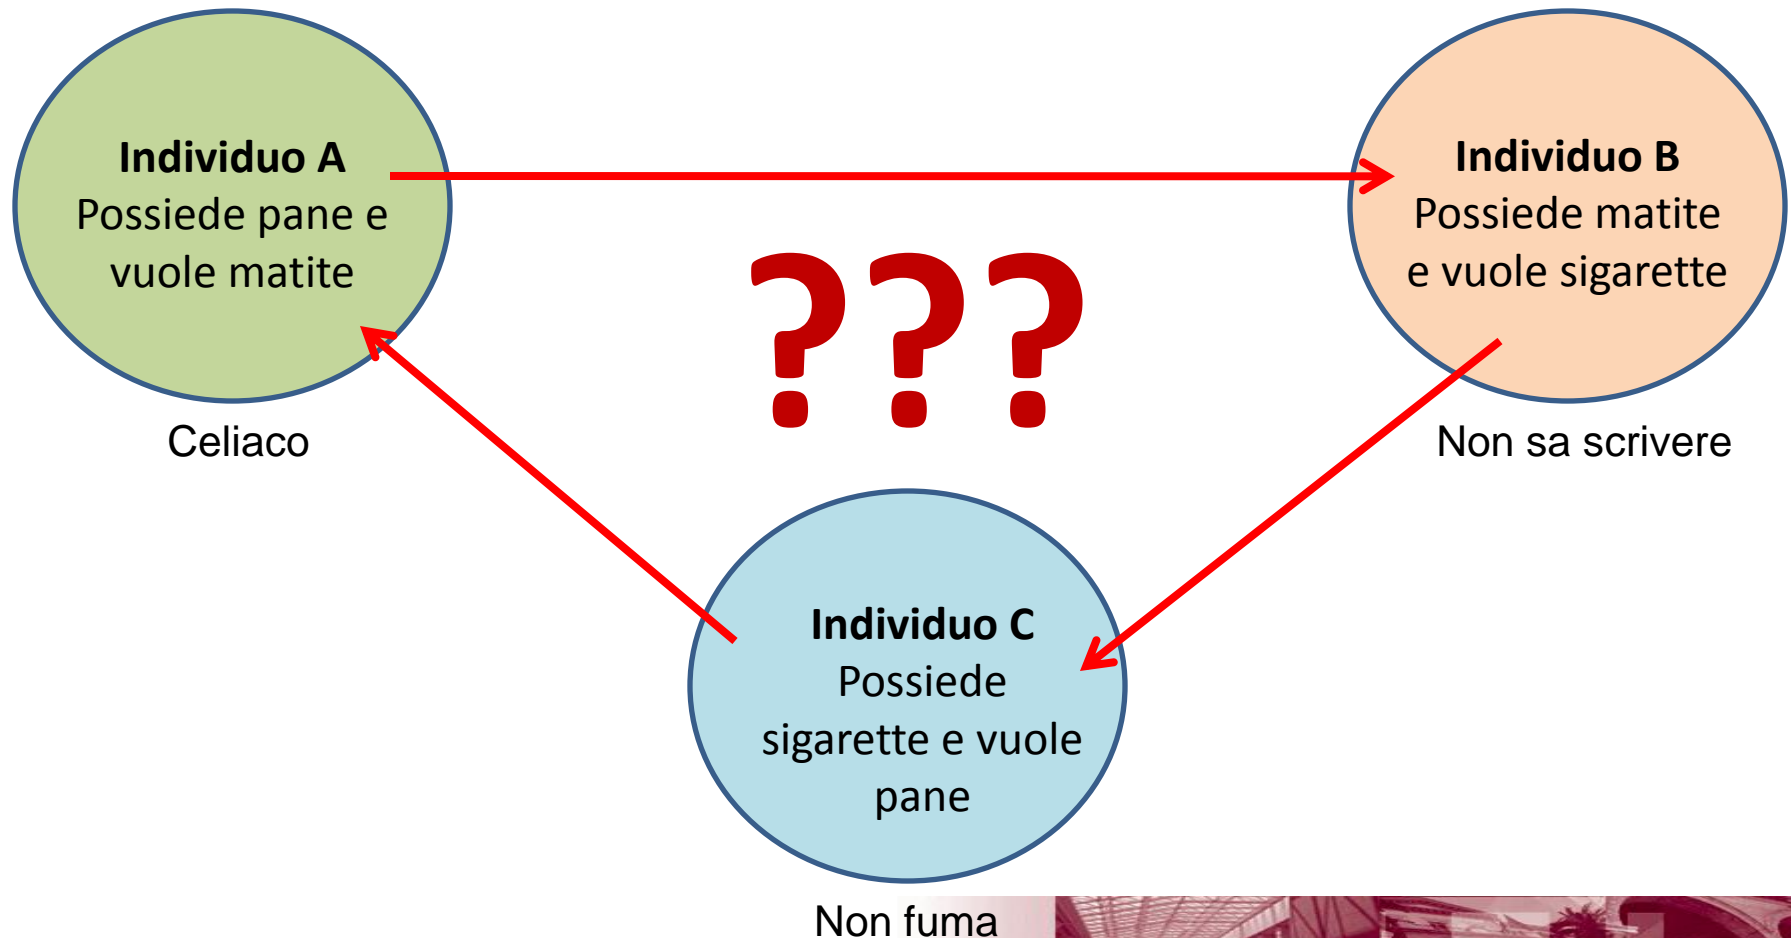 Individuo A
Possiede pane e
vuole matite
Individuo B
Possiede matite
e vuole sigarette
???
Celiaco
Non sa scrivere
Individuo C
Possiede
sigarette e vuole
pane
Non fuma